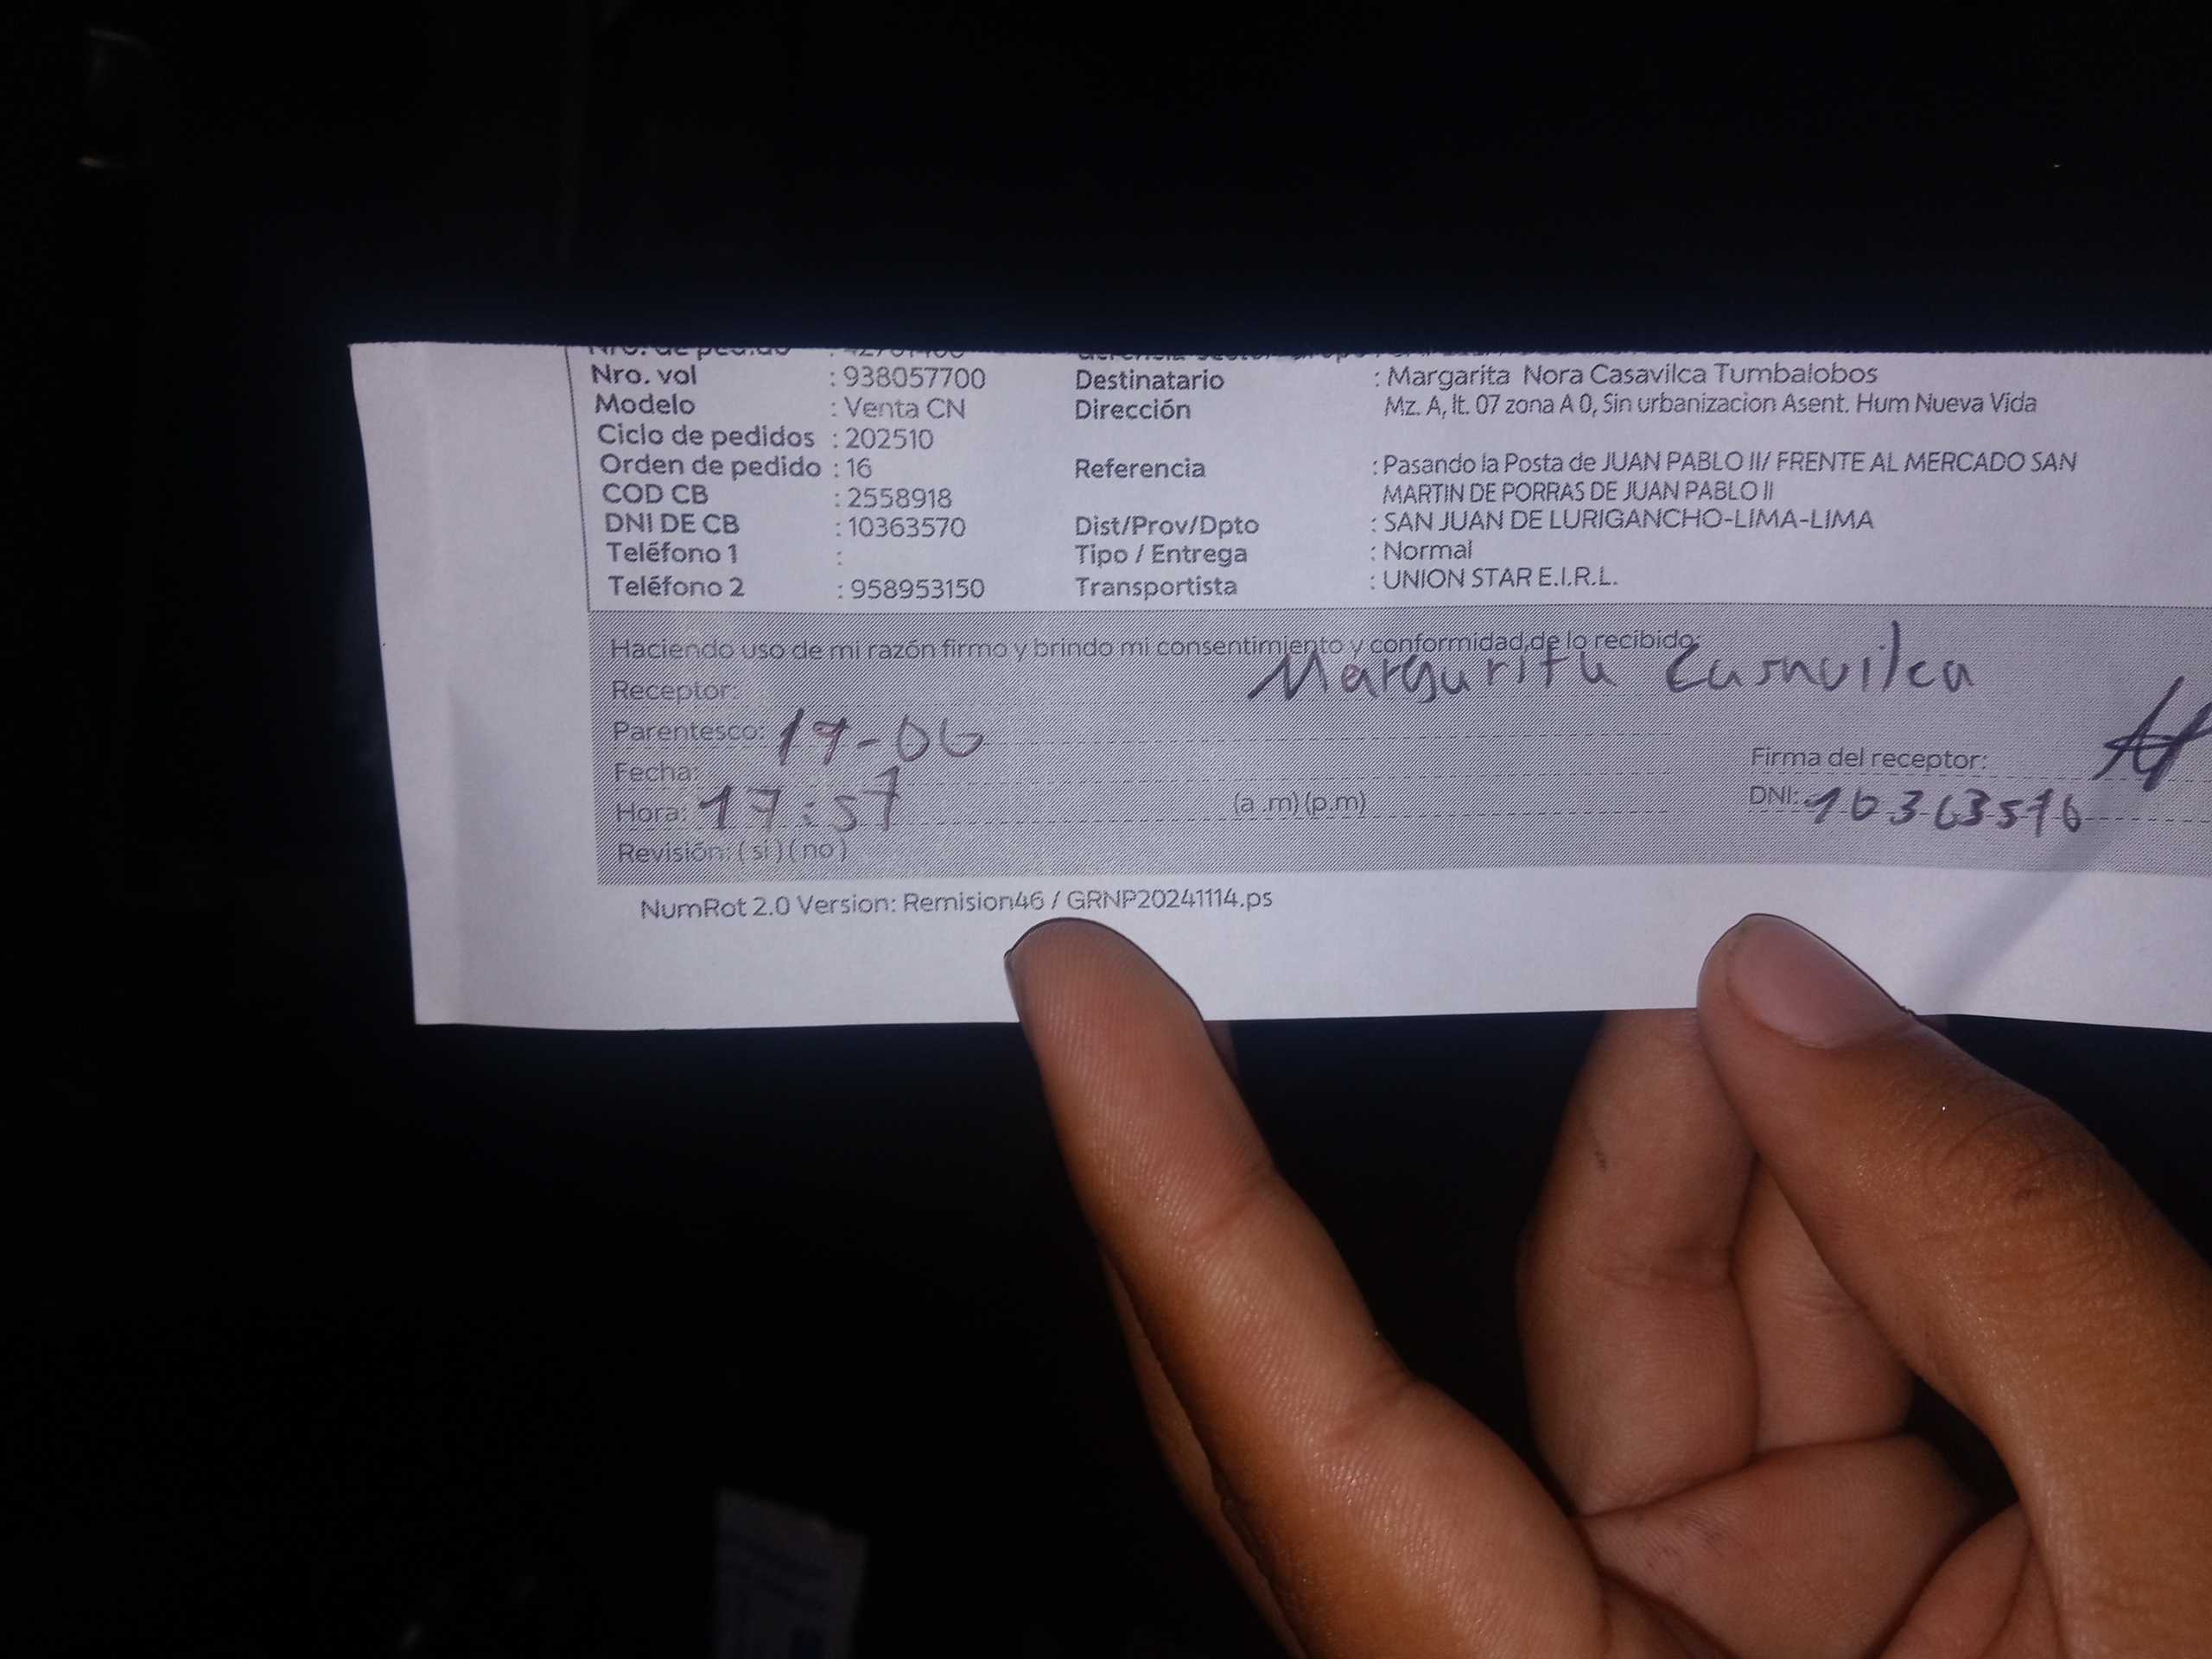 Nro. de pedido
Nro. vol : 938057700 Destinatario : Margarita Nora Casavilca Tumbalobos
Modelo : Venta CN Dirección Mz. A, lt. 07 zona A 0, Sin urbanizacion Asent. Hum Nueva Vida
Ciclo de pedidos : 202510
Orden de pedido : 16 Referencia : Pasando la Posta de JUAN PABLO II/ FRENTE AL MERCADO SAN
COD CB : 2558918 MARTIN DE PORRAS DE JUAN PABLO II
DNI DE CB : 10363570 Dist/Prov/Dpto : SAN JUAN DE LURIGANCHO-LIMA-LIMA
Teléfono 1 : Tipo / Entrega : Normal
Teléfono 2 : 958953150 Transportista : UNION STAR E.I.R.L.
Haciendo uso de mi razón firmo y brindo mi consentimiento y conformidad,de lo recibido:
Receptor: Margarita Casavilca
Parentesco: 17-06
Fecha: Firma del receptor:
Hora: 17:57 (a .m) (p.m) DNI: 10363570
Revisión: ( si ) ( no )
NumRot 2.0 Version: Remision46 / GRNP20241114.ps